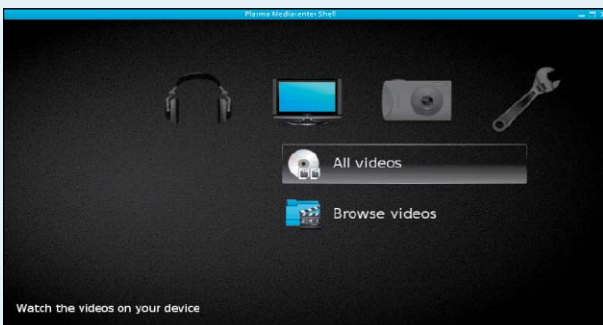 Plasma Mediacenter Shell
All videos
Browse videos
Watch the videos on your device